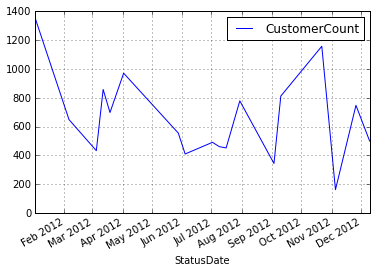 1400
1200
1000
800
600
400
200
0
CustomerCount
Feb 2012
Mar 2012
Apr 2012
May 2012
Jun 2012
Jul 2012
Aug 2012
Sep 2012
Oct 2012
Nov 2012
Dec 2012
StatusDate